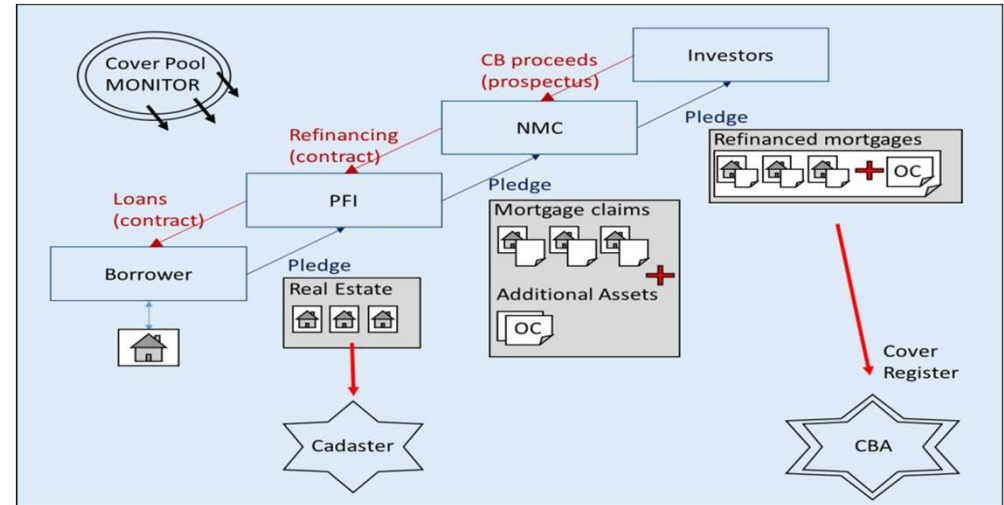 Cover Pool
MONITOR
CB proceeds
(prospectus)
Investors
Refinancing
(contract)
NMC
Pledge
Refinanced mortgages
OC
Loans
(contract)
PFI
Pledge
Mortgage claims
Additional Assets
OC
Borrower
Pledge
Real Estate
Cover
Register
Cadaster
CBA